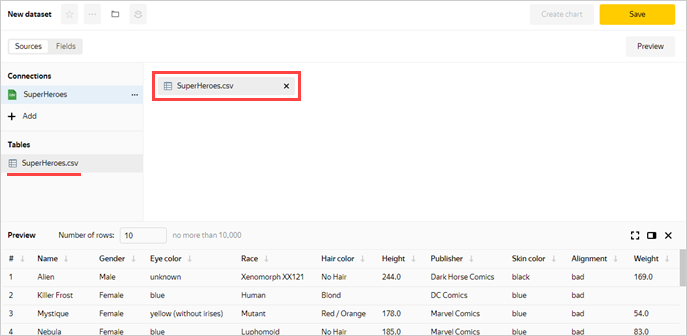 New dataset Create chart Save
Sources Fields Preview
Connections
SuperHeroes
Add
Tables
SuperHeroes.csv
SuperHeroes.csv
Preview Number of rows: 10 no more than 10,000
# Name Gender Eye color Race Hair color Height Publisher Skin color Alignment Weight
1 Alien Male unknown Xenomorph XX121 No Hair 244.0 Dark Horse Comics black bad 169.0
2 Killer Frost Female blue Human Blond DC Comics blue bad
3 Mystique Female yellow (without irises) Mutant Red / Orange 178.0 Marvel Comics blue bad 54.0
4 Nebula Female blue Luphomoid No Hair 185.0 Marvel Comics blue bad 83.0